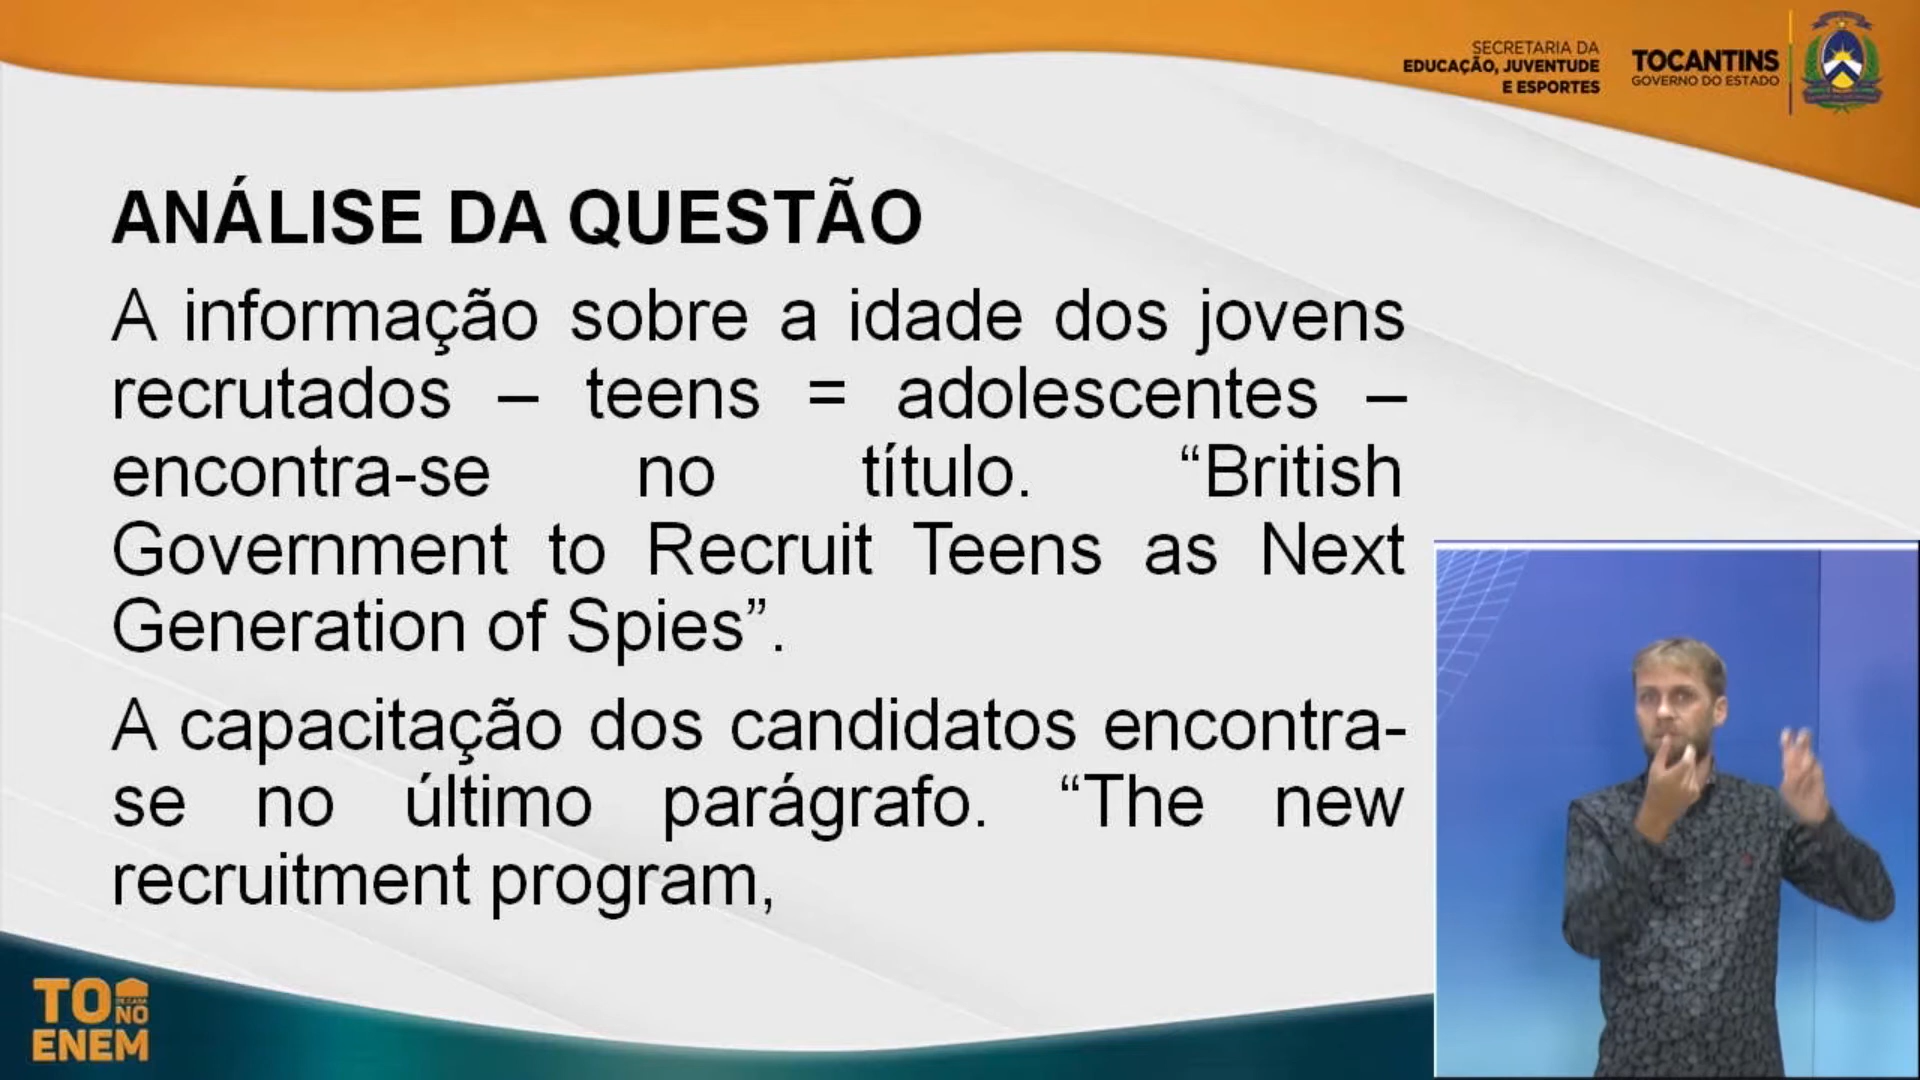 SECRETARIA DA
EDUCAÇÃO, JUVENTUDE
E ESPORTES
TOCANTINS
GOVERNO DO ESTADO
ANÁLISE DA QUESTÃO
A informação sobre a idade dos jovens
recrutados – teens = adolescentes –
encontra-se no título. “British
Government to Recruit Teens as Next
Generation of Spies”.
A capacitação dos candidatos encontra-
se no último parágrafo. “The new
recruitment program,
TO
DE CASA
NO
ENEM